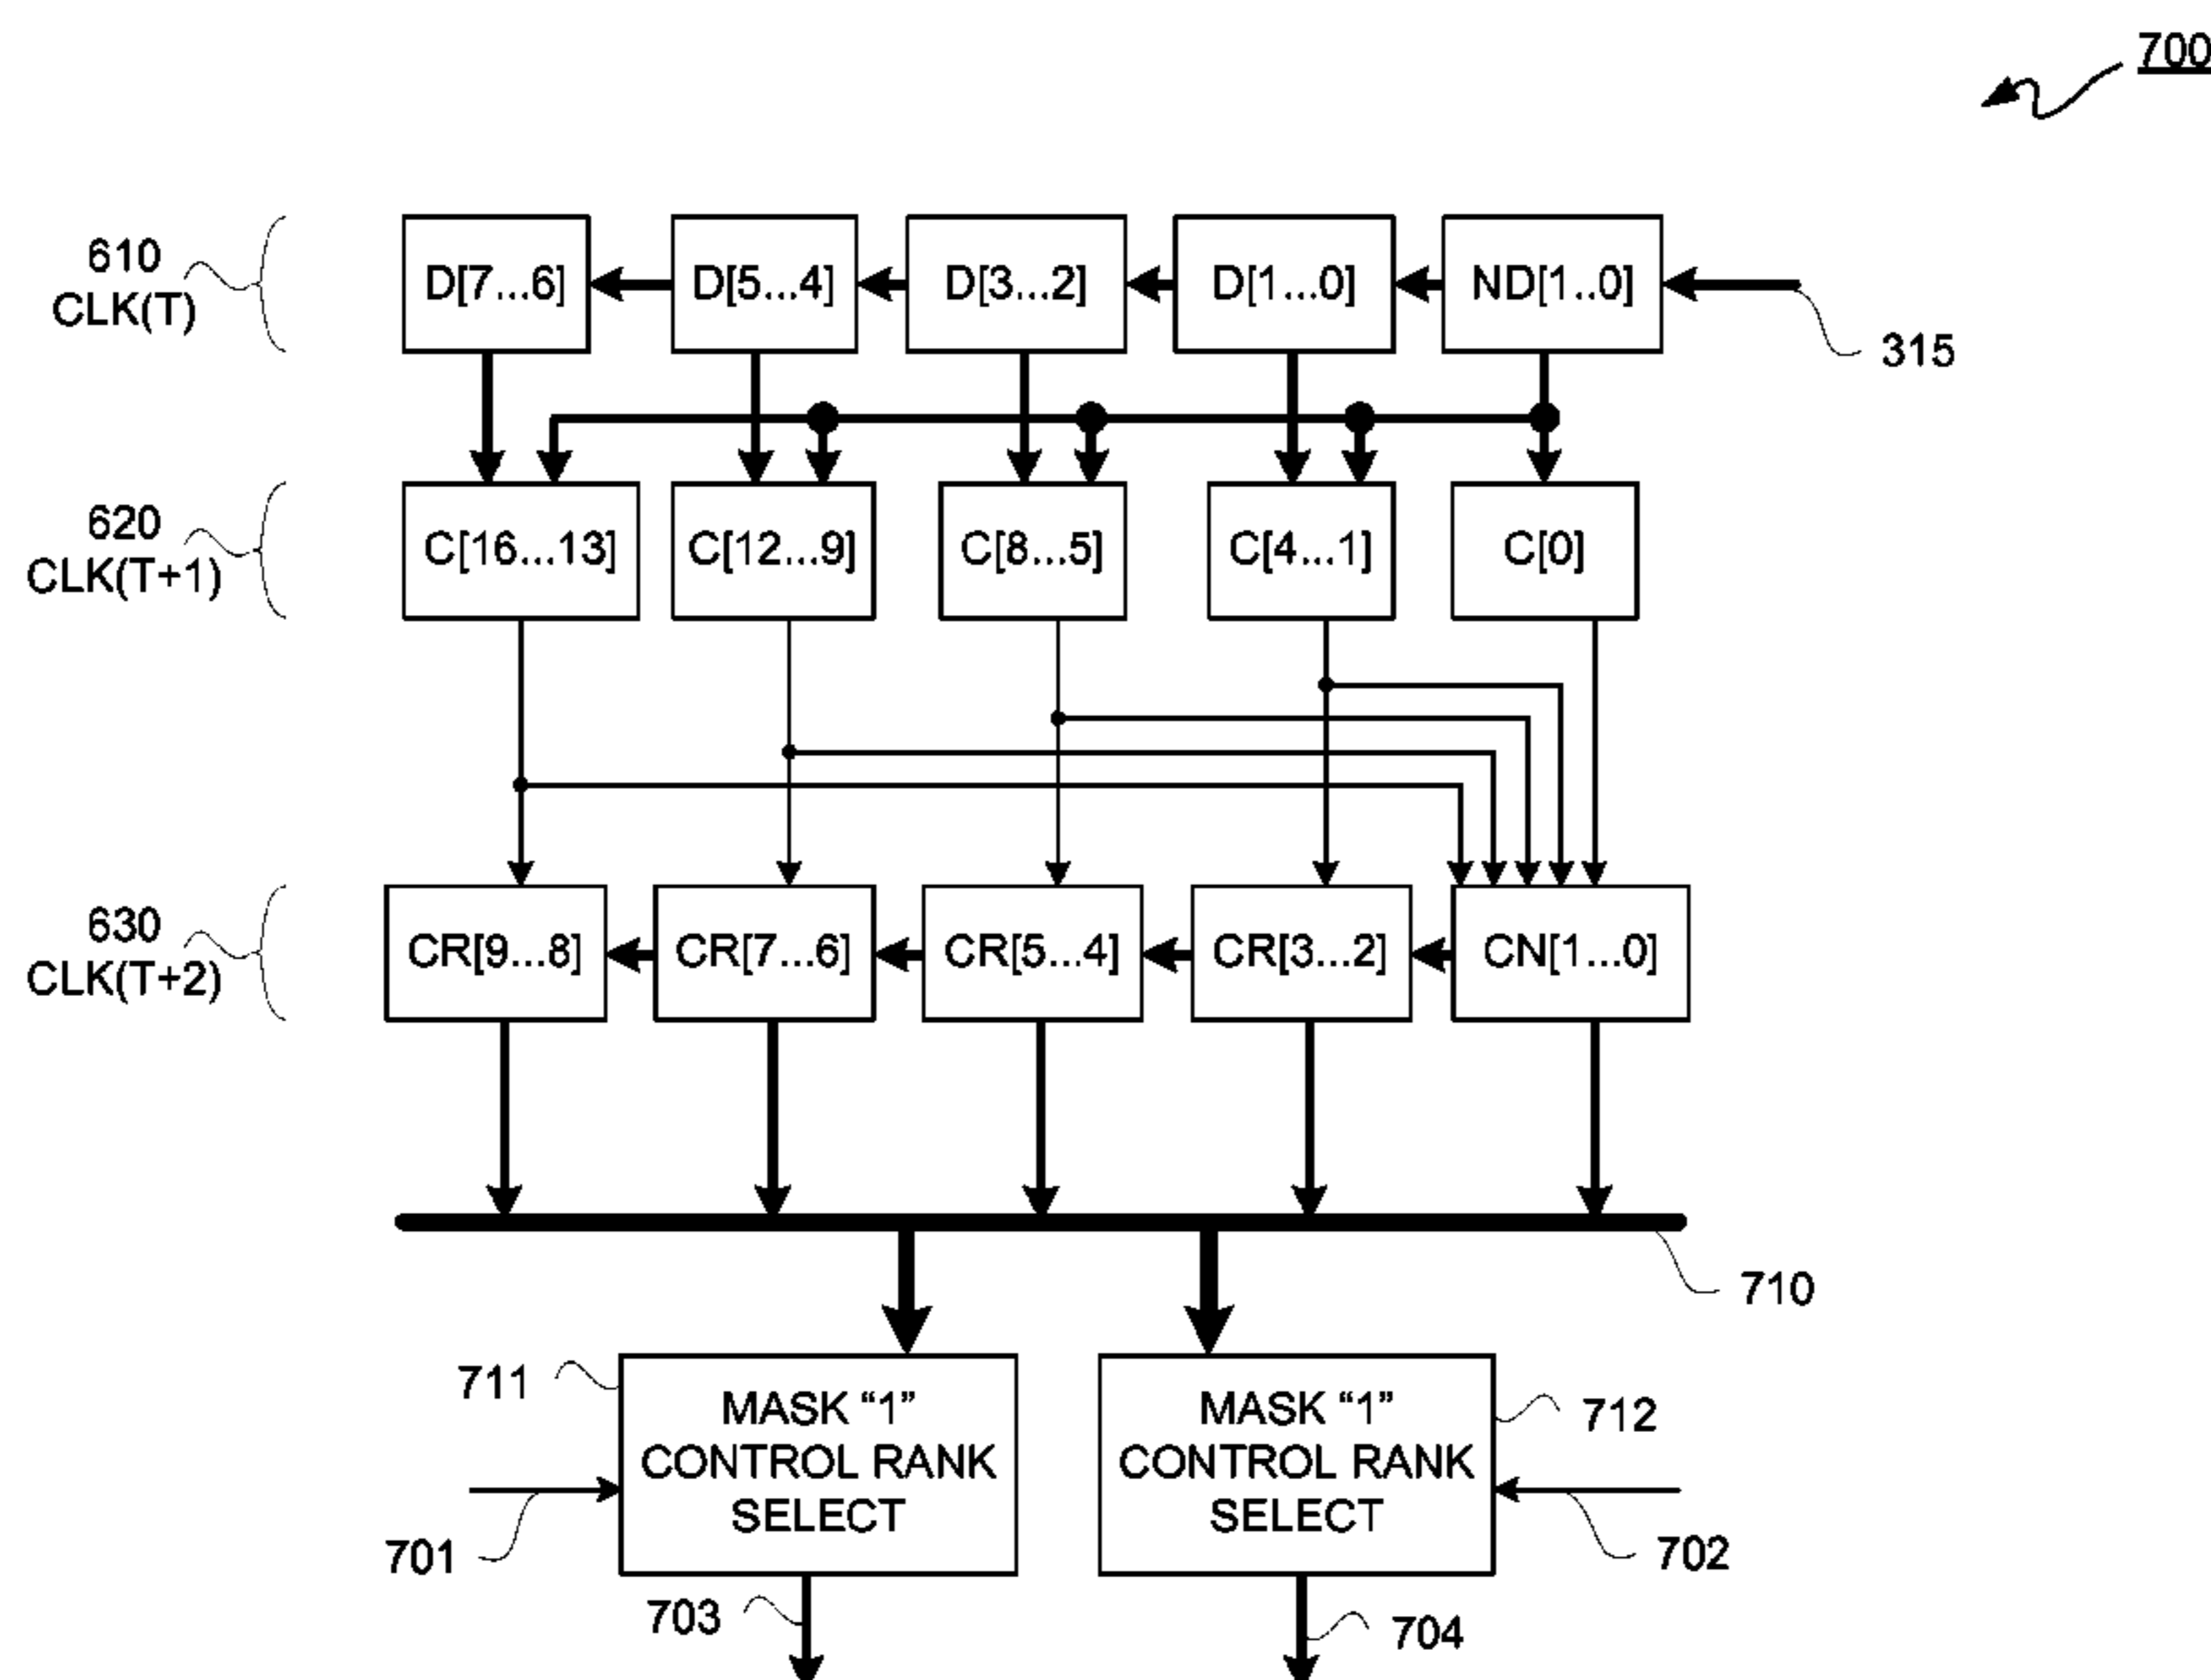 700
610
CLK(T)
D[7...6]
D[5...4]
D[3...2]
D[1...0]
ND[1..0]
315
620
CLK(T+1)
C[16...13]
C[12...9]
C[8...5]
C[4...1]
C[0]
630
CLK(T+2)
CR[9...8]
CR[7...6]
CR[5...4]
CR[3...2]
CN[1...0]
710
711
MASK “1”
CONTROL RANK
SELECT
MASK “1”
CONTROL RANK
SELECT
712
701
702
703
704